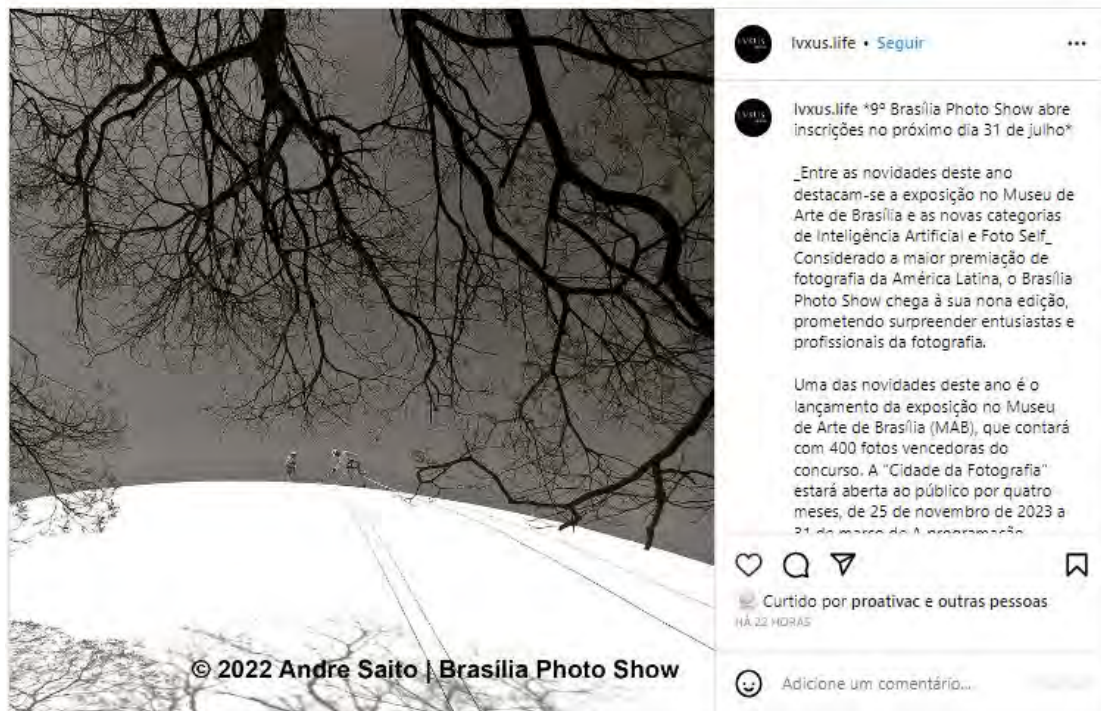 © 2022 Andre Saito | Brasília Photo Show
lvxus.life • Seguir
lvxus.life *9º Brasília Photo Show abre
inscrições no próximo dia 31 de julho*
_Entre as novidades deste ano
destacam-se a exposição no Museu de
Arte de Brasília e as novas categorias
de Inteligência Artificial e Foto Self_
Considerado a maior premiação de
fotografia da América Latina, o Brasília
Photo Show chega à sua nona edição,
prometendo surpreender entusiastas e
profissionais da fotografia.
Uma das novidades deste ano é o
lançamento da exposição no Museu
de Arte de Brasília (MAB), que contará
com 400 fotos vencedoras do
concurso. A "Cidade da Fotografia"
estará aberta ao público por quatro
meses, de 25 de novembro de 2023 a
31 de março de A programação
Curtido por proativac e outras pessoas
HÁ 22 HORAS
Adicione um comentário...